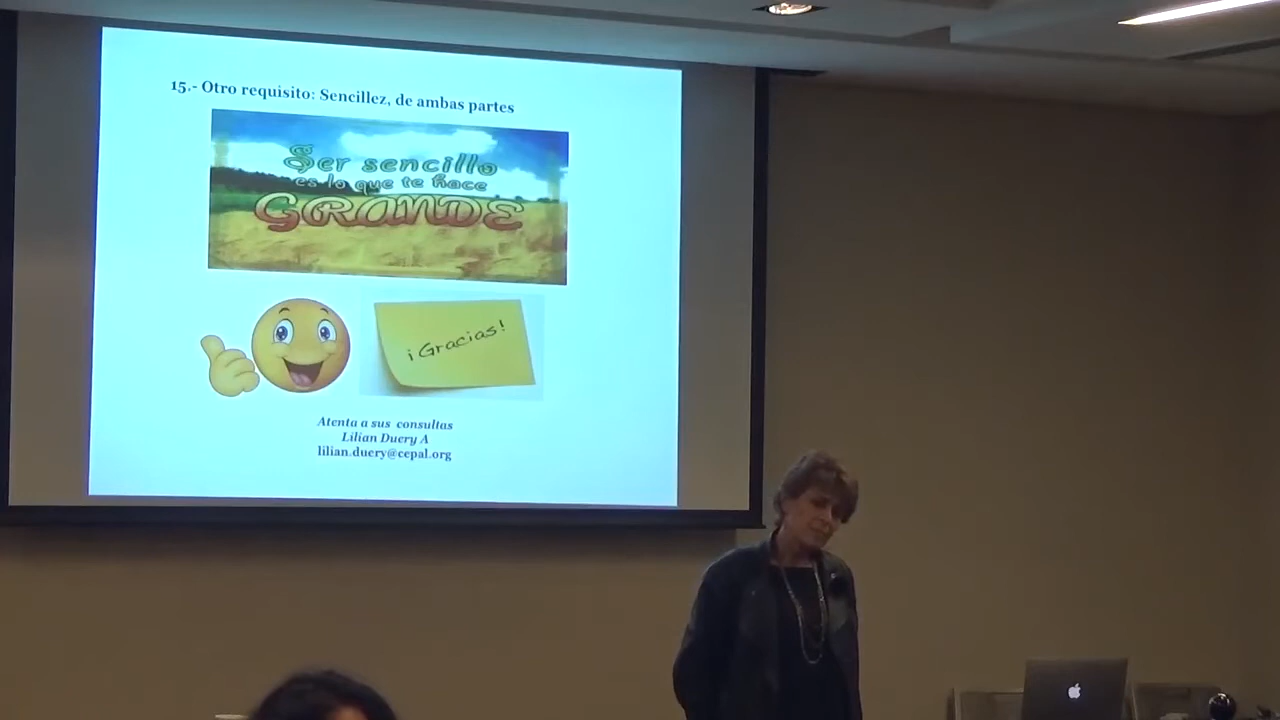 15.- Otro requisito: Sencillez, de ambas partes
Ser sencillo
es lo que te hace
GRANDE
¡Gracias!
Atenta a sus consultas
Lilian Duery A
lilian.duery@cepal.org